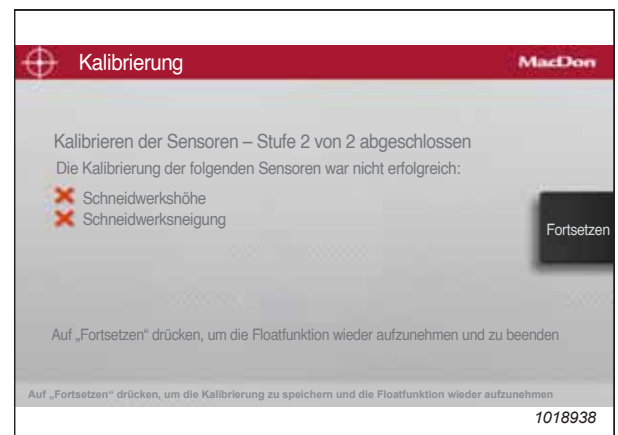 Kalibrierung
MacDon
Kalibrieren der Sensoren – Stufe 2 von 2 abgeschlossen
Die Kalibrierung der folgenden Sensoren war nicht erfolgreich:
Schneidwerkshöhe
Schneidwerksneigung
Fortsetzen
Auf „Fortsetzen“ drücken, um die Floatfunktion wieder aufzunehmen und zu beenden
Auf „Fortsetzen“ drücken, um die Kalibrierung zu speichern und die Floatfunktion wieder aufzunehmen
1018938